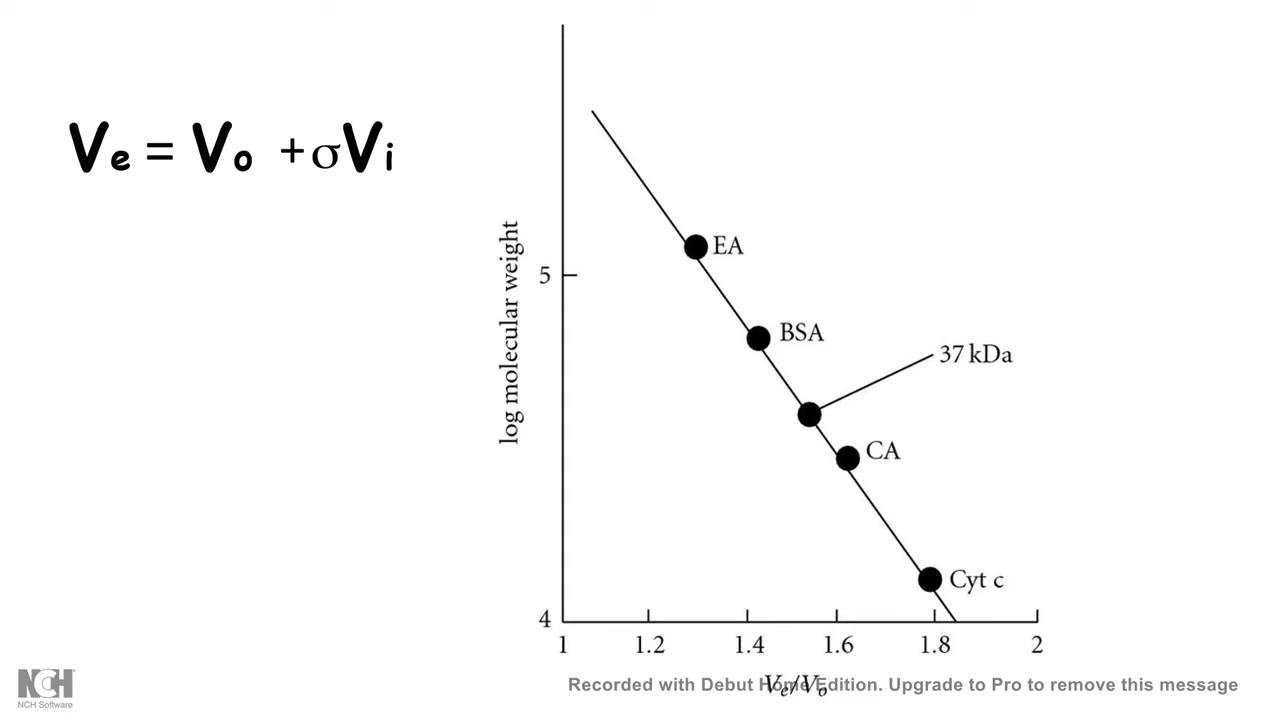 Ve = Vo +σVi
log molecular weight
EA
5
BSA
37 kDa
CA
Cyt c
4
1 1.2 1.4 1.6 1.8 2
Ve/Vo
Recorded with Debut Home Edition. Upgrade to Pro to remove this message
NCH
NCH Software